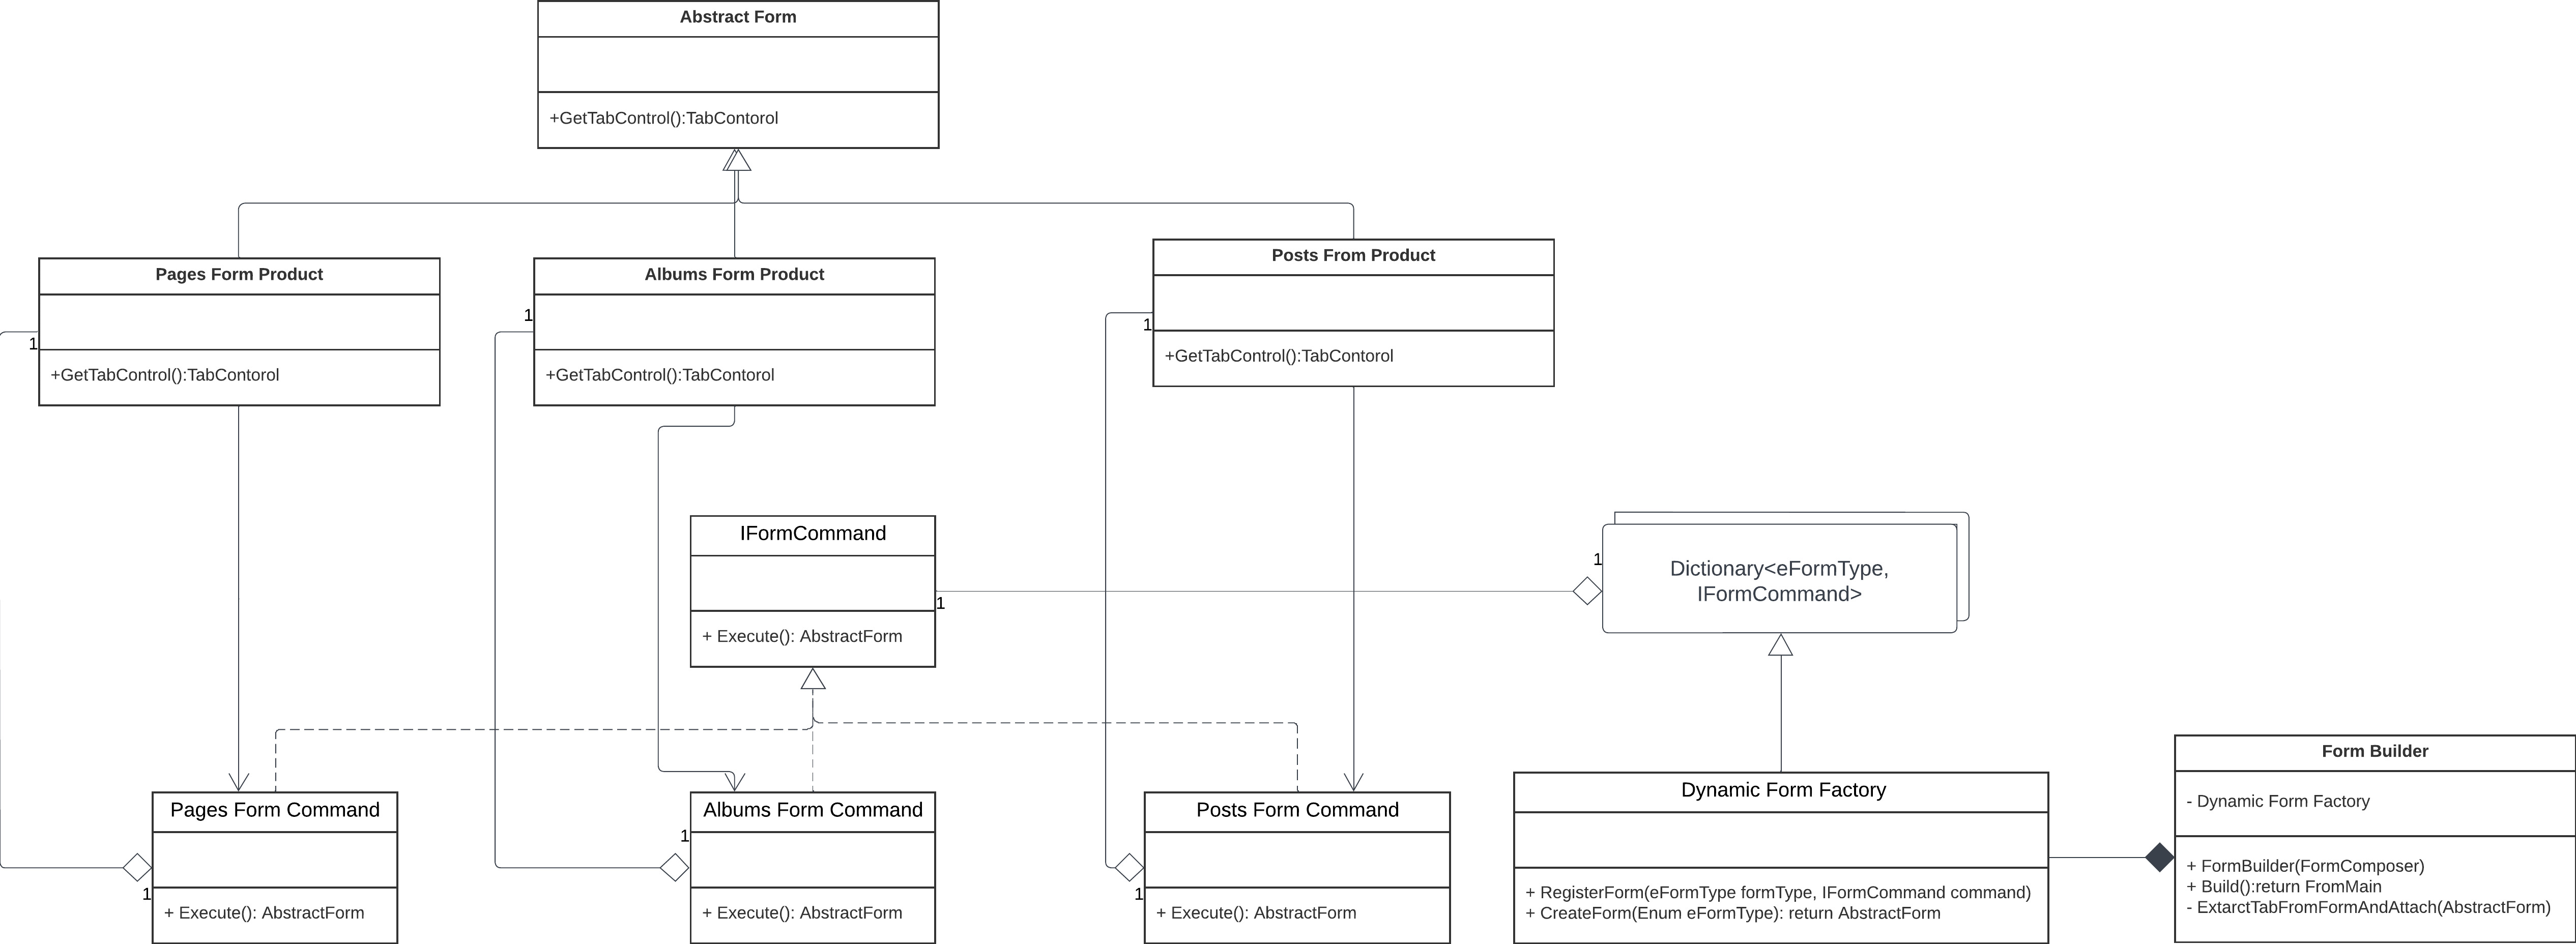 Abstract Form
+GetTabControl():TabContorol
Pages Form Product
1
+GetTabControl():TabContorol
Albums Form Product
1
+GetTabControl():TabContorol
Posts From Product
1
+GetTabControl():TabContorol
IFormCommand
1
+ Execute(): AbstractForm
1
Dictionary<eFormType,
IFormCommand>
Pages Form Command
1
+ Execute(): AbstractForm
Albums Form Command
1
+ Execute(): AbstractForm
Posts Form Command
1
+ Execute(): AbstractForm
Dynamic Form Factory
+ RegisterForm(eFormType formType, IFormCommand command)
+ CreateForm(Enum eFormType): return AbstractForm
Form Builder
- Dynamic Form Factory
+ FormBuilder(FormComposer)
+ Build():return FromMain
- ExtarctTabFromFormAndAttach(AbstractForm)